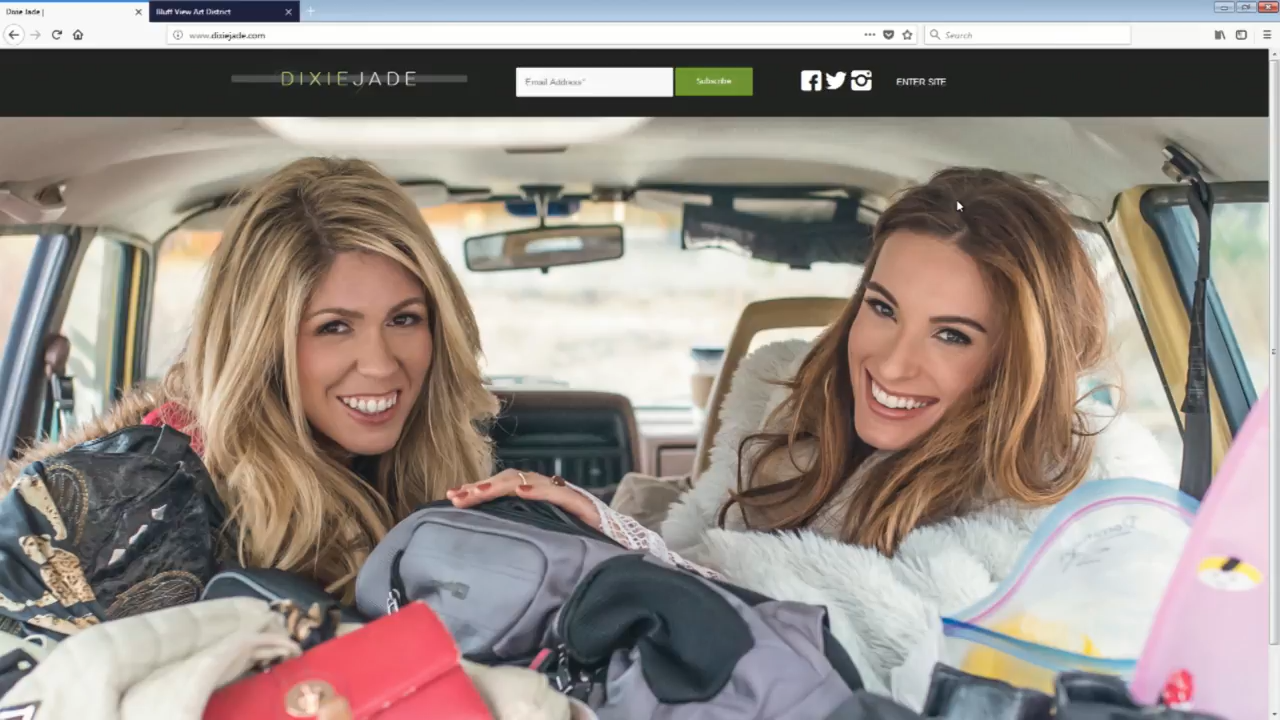 Dixie Jade |
Bluff View Art District
www.dixiejade.com
Search
DIXIEJADE
Email Address*
Subscribe
ENTER SITE